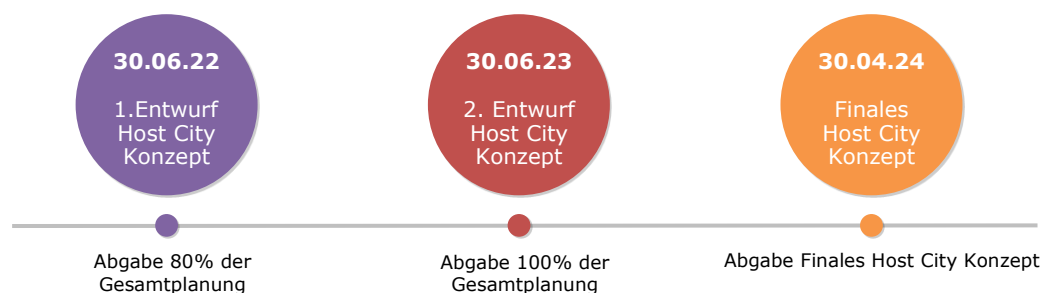 30.06.22
1.Entwurf
Host City
Konzept
30.06.23
2. Entwurf
Host City
Konzept
30.04.24
Finales
Host City
Konzept
Abgabe 80% der
Gesamtplanung
Abgabe 100% der
Gesamtplanung
Abgabe Finales Host City Konzept